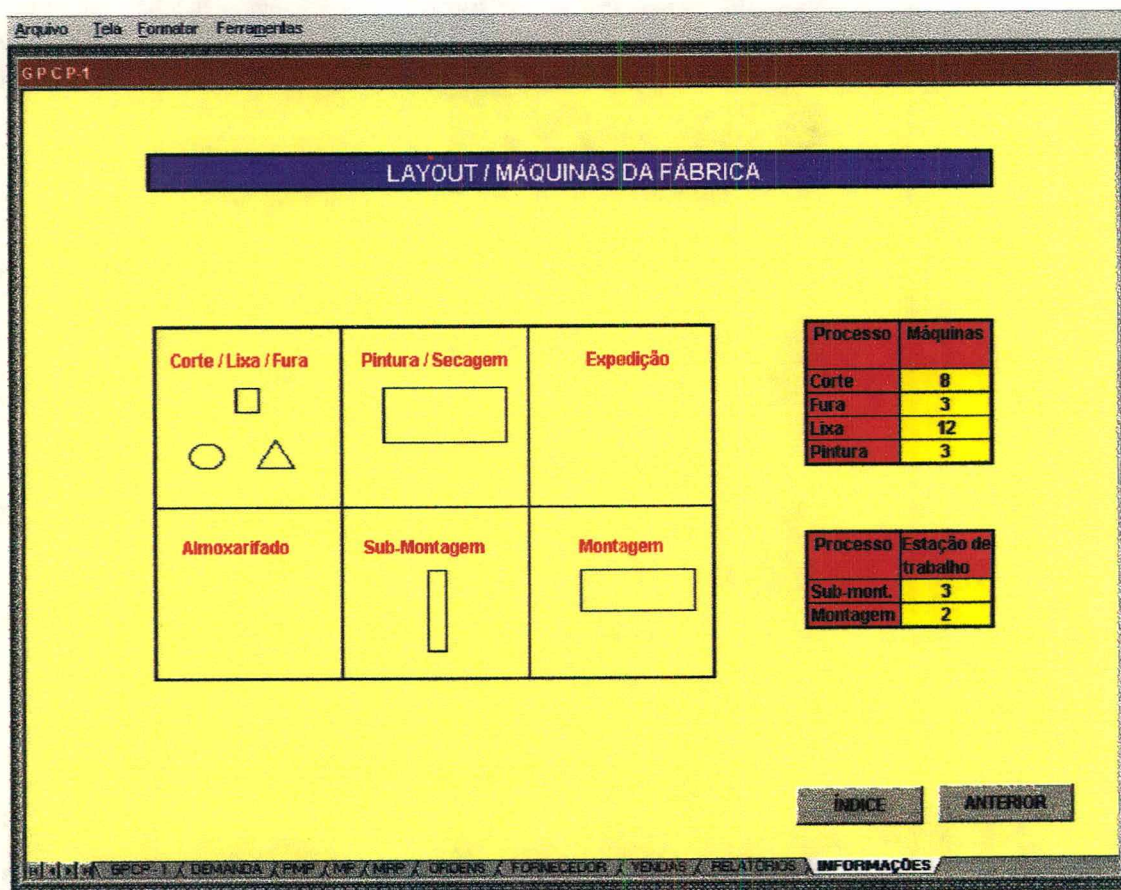 Arquivo Tela Formatar Ferramentas
GPCP-1
LAYOUT / MÁQUINAS DA FÁBRICA
Corte / Lixa / Fura Pintura / Secagem Expedição
Almoxarifado Sub-Montagem Montagem
Processo Máquinas
Corte 8
Fura 3
Lixa 12
Pintura 3
Processo Estação de
trabalho
Sub-mont. 3
Montagem 2
ÍNDICE ANTERIOR
GPCP-1 / DEMANDA / PMP / MP / MRP / ORDENS / FORNECEDOR / VENDAS / RELATÓRIOS \ INFORMAÇÕES /